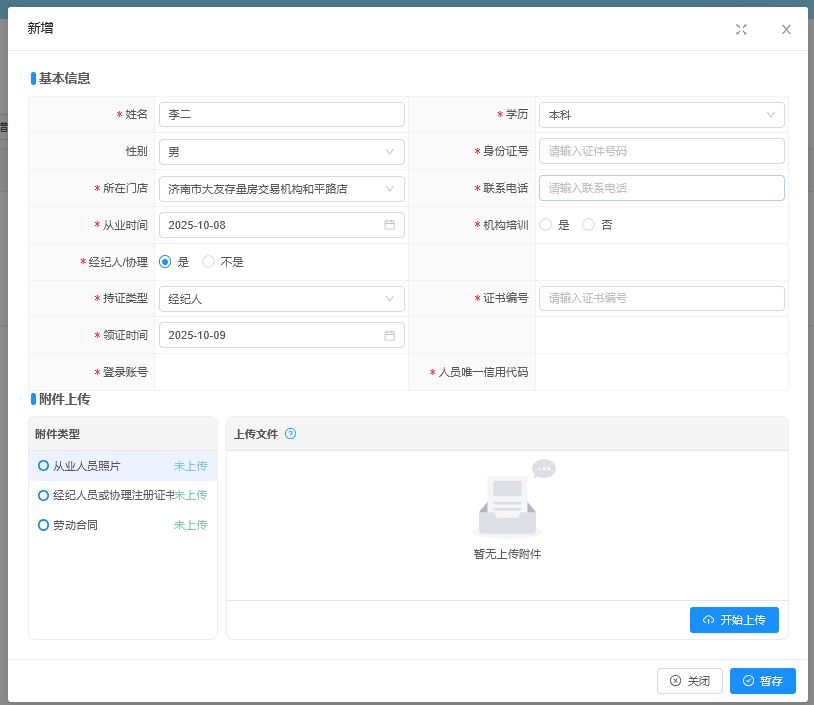 新增
基本信息
* 姓名 李二 * 学历 本科
性别 男 * 身份证号 请输入证件号码
* 所在门店 济南市大友存量房交易机构和平路店 * 联系电话 请输入联系电话
* 从业时间 2025-10-08 * 机构培训 是 否
* 经纪人/协理 是 不是
* 持证类型 经纪人 * 证书编号 请输入证书编号
* 领证时间 2025-10-09
* 登录账号 * 人员唯一信用代码
附件上传
附件类型 上传文件 ?
从业人员照片 未上传
经纪人员或协理注册证书 未上传
劳动合同 未上传
暂无上传附件
开始上传
关闭 暂存